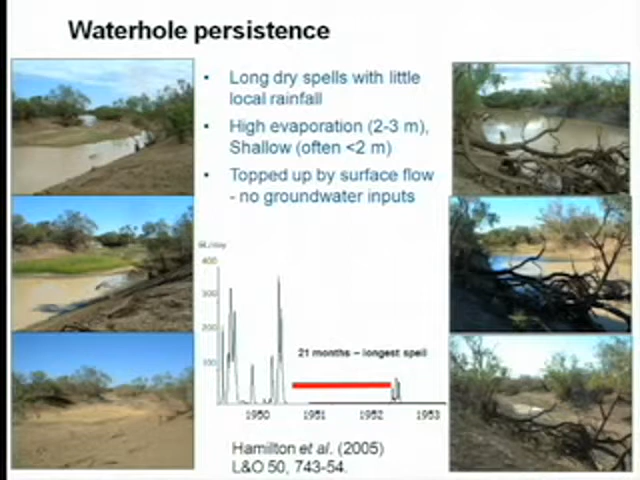 Waterhole persistence
• Long dry spells with little
local rainfall
• High evaporation (2-3 m),
Shallow (often <2 m)
• Topped up by surface flow
- no groundwater inputs
400
300
200
100
21 months – longest spell
1950 1951 1952 1953
Hamilton et al. (2005)
L&O 50, 743-54.